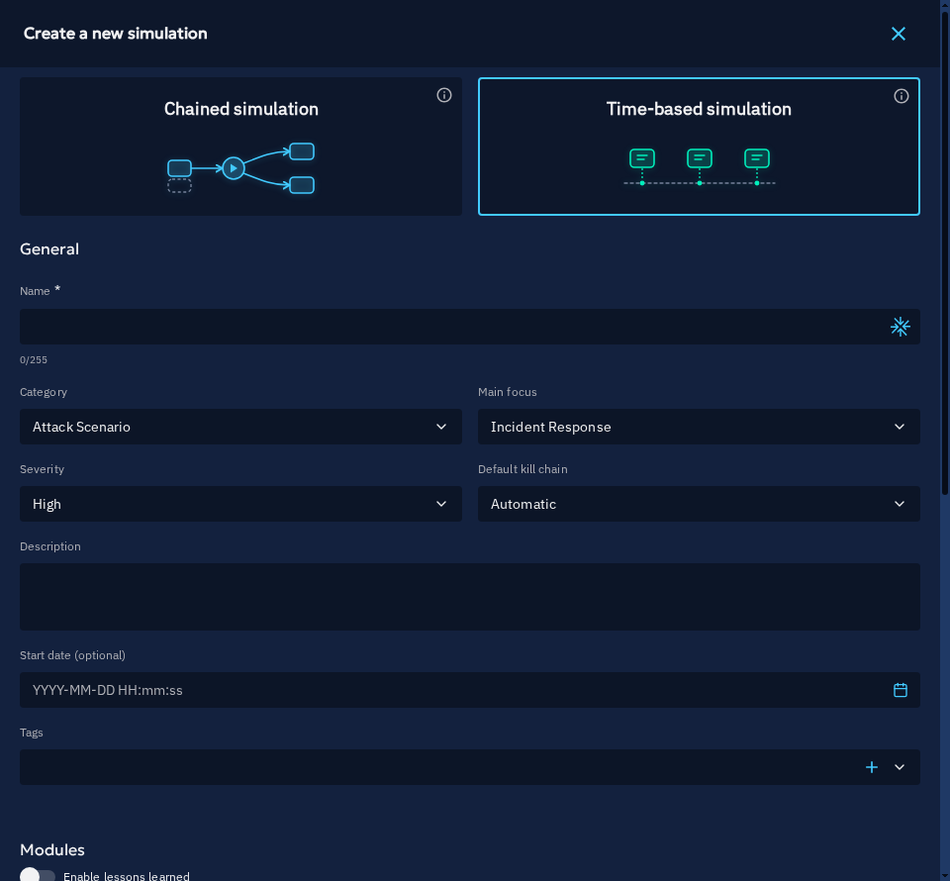 Create a new simulation
Chained simulation
Time-based simulation
General
Name *
0/255
Category
Main focus
Attack Scenario
Incident Response
Severity
Default kill chain
High
Automatic
Description
Start date (optional)
YYYY-MM-DD HH:mm:ss
Tags
Modules
Enable lessons learned